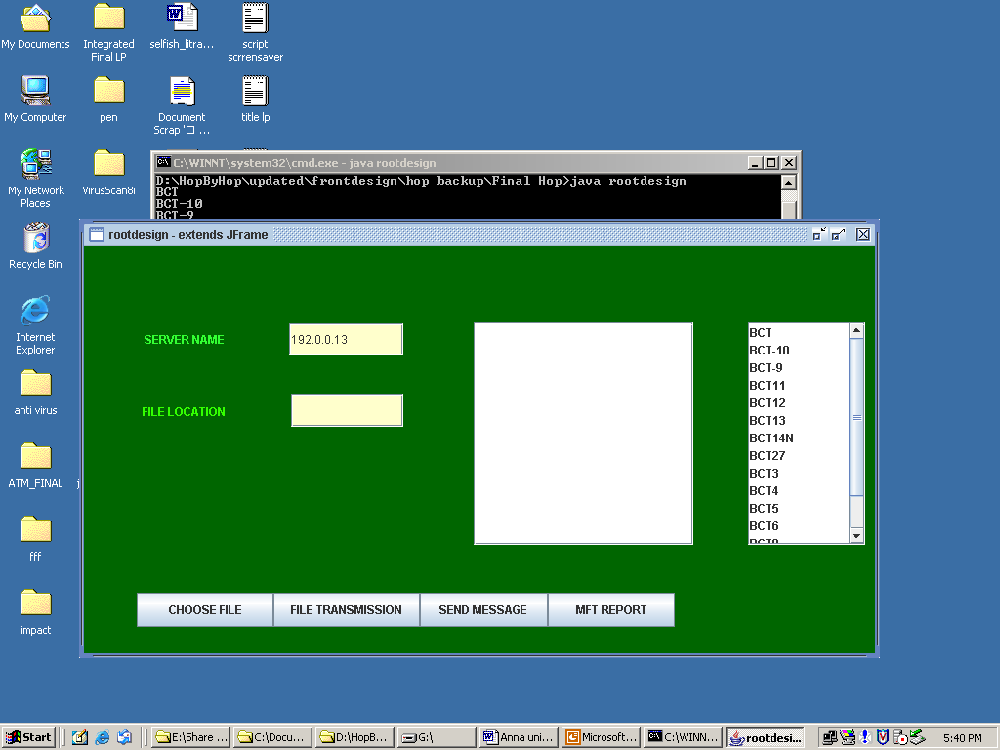 My Documents
Integrated
Final LP
selfish_litra...
script
scrrensaver
My Computer
pen
Document
Scrap '□ ...
title lp
My Network
Places
VirusScan8i
Recycle Bin
Internet
Explorer
anti virus
ATM_FINAL
j
fff
impact
C:\WINNT\system32\cmd.exe - java rootdesign
D:\HopByHop\updated\frontdesign\hop backup\Final Hop>java rootdesign
BCT
BCT-10
BCT-9
rootdesign - extends JFrame
SERVER NAME
192.0.0.13
FILE LOCATION
BCT
BCT-10
BCT-9
BCT11
BCT12
BCT13
BCT14N
BCT27
BCT3
BCT4
BCT5
BCT6
CHOOSE FILE
FILE TRANSMISSION
SEND MESSAGE
MFT REPORT
Start
E:\Share ...
C:\Docu...
D:\HopB...
G:\
Anna uni...
Microsoft...
C:\WINN...
rootdesi...
5:40 PM